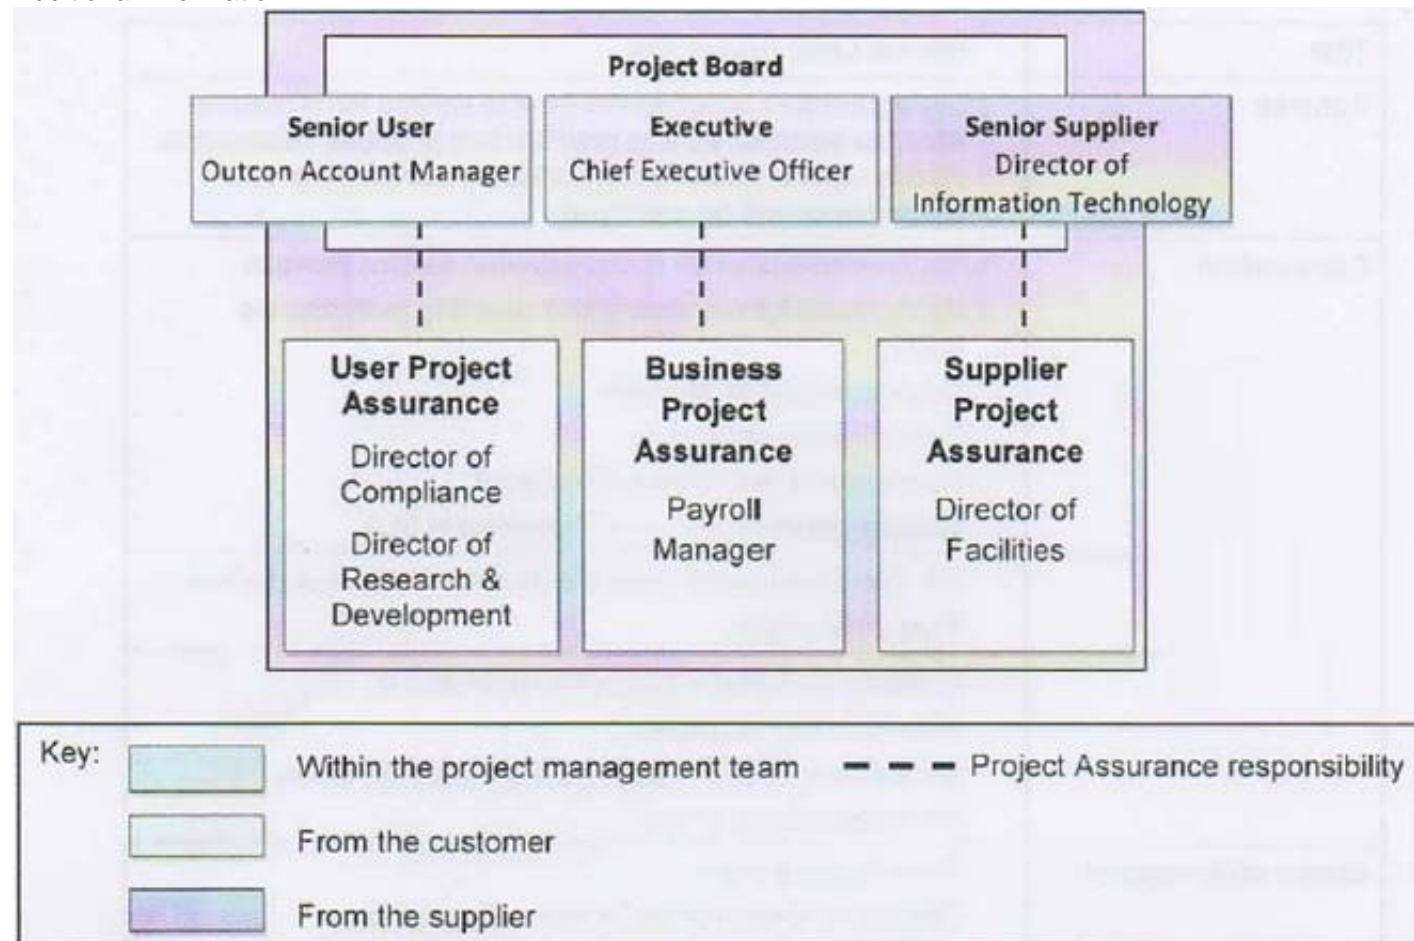 Project Board
Senior User
Outcon Account Manager
Executive
Chief Executive Officer
Senior Supplier
Director of
Information Technology
User Project
Assurance
Director of
Compliance
Director of
Research &
Development
Business
Project
Assurance
Payroll
Manager
Supplier
Project
Assurance
Director of
Facilities
Key:
Within the project management team
Project Assurance responsibility
From the customer
From the supplier